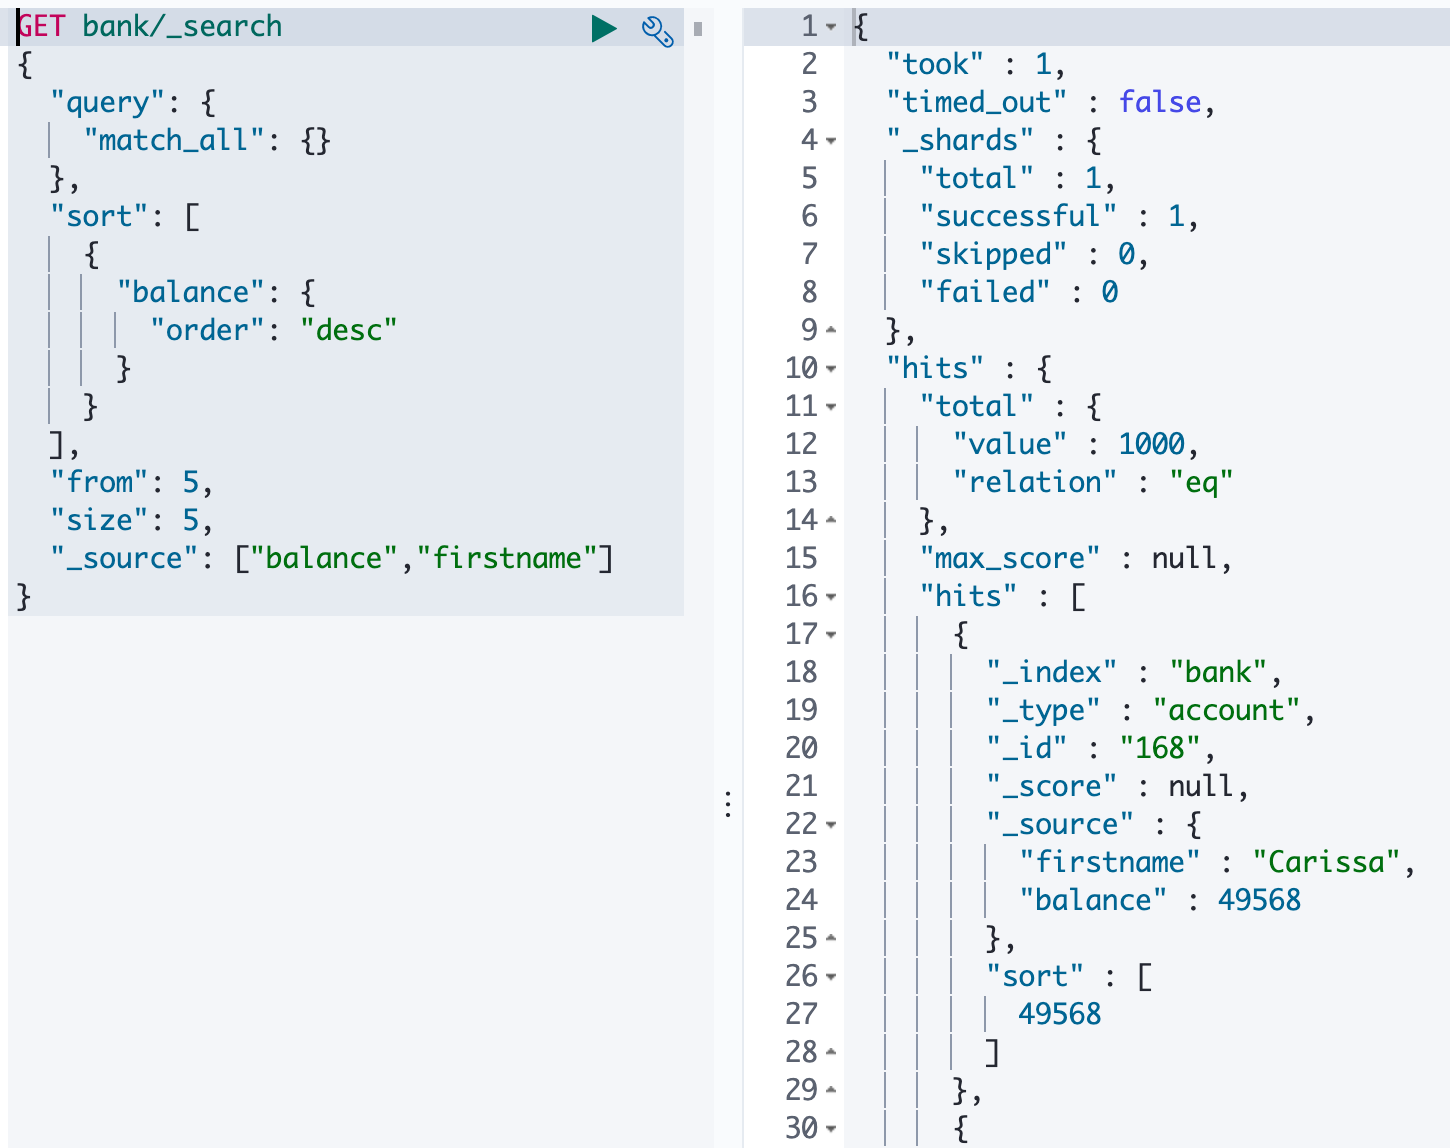 GET bank/_search
{
  "query": {
    "match_all": {}
  },
  "sort": [
    {
      "balance": {
        "order": "desc"
      }
    }
  ],
  "from": 5,
  "size": 5,
  "_source": ["balance","firstname"]
}
1 {
2   "took" : 1,
3   "timed_out" : false,
4   "_shards" : {
5     "total" : 1,
6     "successful" : 1,
7     "skipped" : 0,
8     "failed" : 0
9   },
10   "hits" : {
11     "total" : {
12       "value" : 1000,
13       "relation" : "eq"
14     },
15     "max_score" : null,
16     "hits" : [
17       {
18         "_index" : "bank",
19         "_type" : "account",
20         "_id" : "168",
21         "_score" : null,
22         "_source" : {
23           "firstname" : "Carissa",
24           "balance" : 49568
25         },
26         "sort" : [
27           49568
28         ]
29       },
30       {